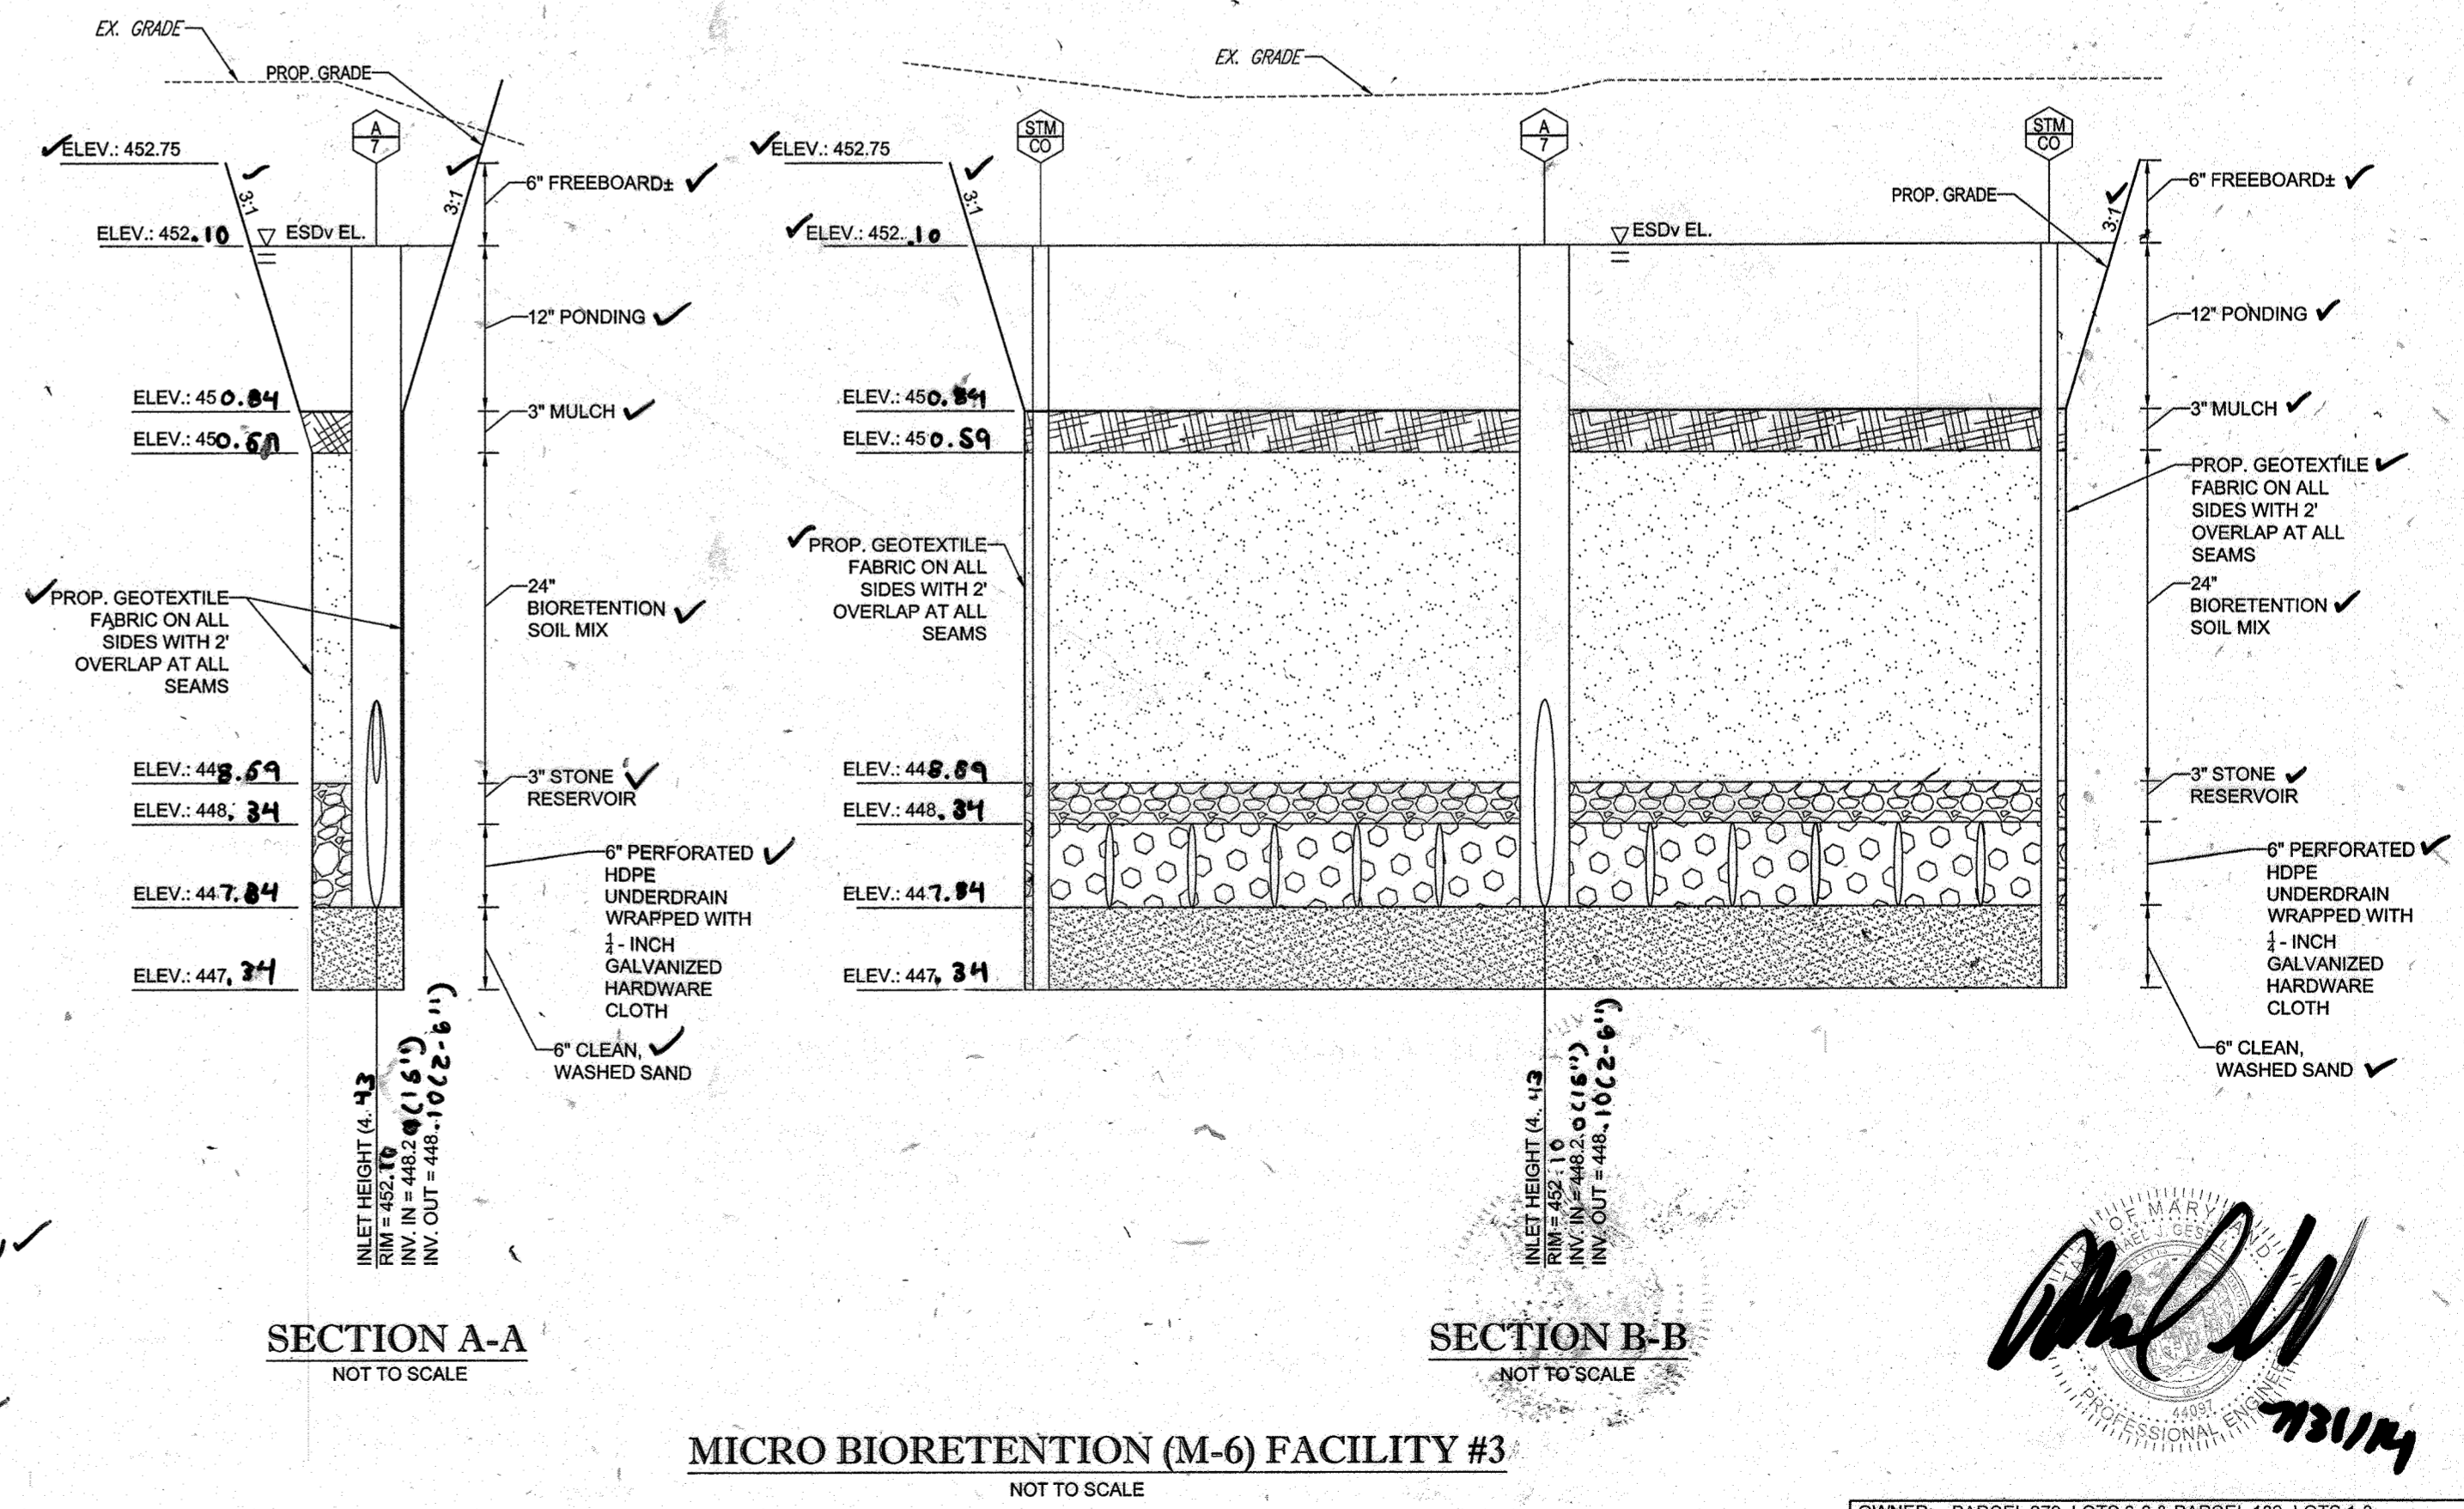 EX. GRADE
PROP. GRADE
A
7
ELEV.: 452.75
3:1
3:1
6" FREEBOARD±
ELEV.: 452.10
ESDv EL.
12" PONDING
ELEV.: 450.84
3" MULCH
ELEV.: 450.59
PROP. GEOTEXTILE
FABRIC ON ALL
SIDES WITH 2'
OVERLAP AT ALL
SEAMS
24"
BIORETENTION
SOIL MIX
ELEV.: 448.59
3" STONE
RESERVOIR
ELEV.: 448.34
6" PERFORATED
HDPE
UNDERDRAIN
WRAPPED WITH
1/4 - INCH
GALVANIZED
HARDWARE
CLOTH
ELEV.: 447.84
ELEV.: 447.34
6" CLEAN,
WASHED SAND
INLET HEIGHT (4.43
RIM = 452.10
INV. IN = 448.20(15")
INV. OUT = 448.10(2-6")
SECTION A-A
NOT TO SCALE
EX. GRADE
STM
CO
A
7
STM
CO
ELEV.: 452.75
3:1
PROP. GRADE
3:1
6" FREEBOARD±
ELEV.: 452.10
ESDv EL.
12" PONDING
ELEV.: 450.84
3" MULCH
ELEV.: 450.59
PROP. GEOTEXTILE
FABRIC ON ALL
SIDES WITH 2'
OVERLAP AT ALL
SEAMS
PROP. GEOTEXTILE
FABRIC ON ALL
SIDES WITH 2'
OVERLAP AT ALL
SEAMS
24"
BIORETENTION
SOIL MIX
ELEV.: 448.59
3" STONE
RESERVOIR
ELEV.: 448.34
6" PERFORATED
HDPE
UNDERDRAIN
WRAPPED WITH
1/4 - INCH
GALVANIZED
HARDWARE
CLOTH
ELEV.: 447.84
ELEV.: 447.34
6" CLEAN,
WASHED SAND
INLET HEIGHT (4.43
RIM = 452.10
INV. IN = 448.20(15")
INV. OUT = 448.10(2-6")
SECTION B-B
NOT TO SCALE
OF MARYLAND
44097
PROFESSIONAL ENGINEER
7/31/14
MICRO BIORETENTION (M-6) FACILITY #3
NOT TO SCALE